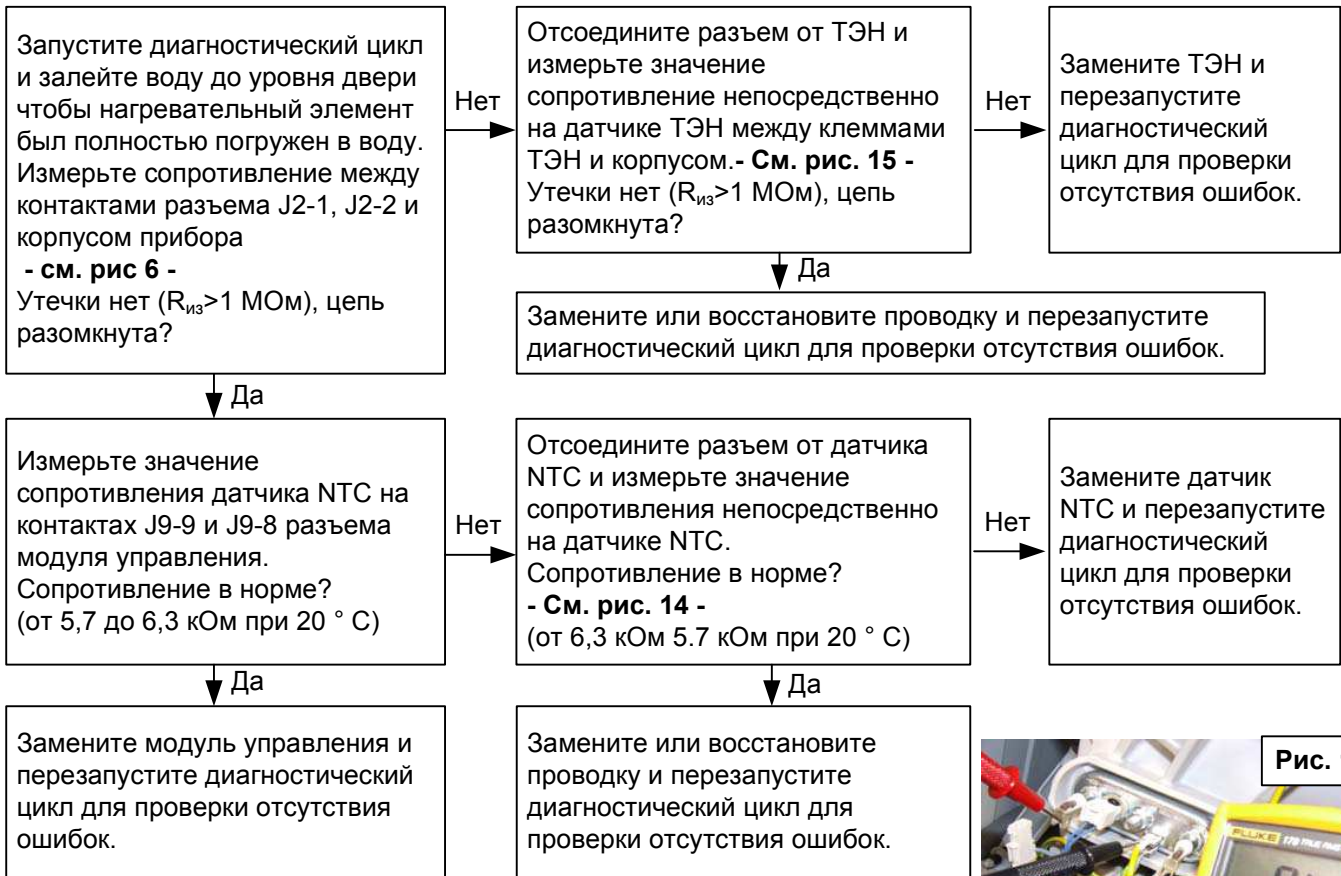 Запустите диагностический цикл
и залейте воду до уровня двери
чтобы нагревательный элемент
был полностью погружен в воду.
Измерьте сопротивление между
контактами разъема J2-1, J2-2 и
корпусом прибора
- см. рис 6 -
Утечки нет (Rиз>1 МОм), цепь
разомкнута?
Нет
Отсоедините разъем от ТЭН и
измерьте значение
сопротивление непосредственно
на датчике ТЭН между клеммами
ТЭН и корпусом.- См. рис. 15 -
Утечки нет (Rиз>1 МОм), цепь
разомкнута?
Нет
Замените ТЭН и
перезапустите
диагностический
цикл для проверки
отсутствия ошибок.
Да
Замените или восстановите проводку и перезапустите
диагностический цикл для проверки отсутствия ошибок.
Да
Измерьте значение
сопротивления датчика NTC на
контактах J9-9 и J9-8 разъема
модуля управления.
Сопротивление в норме?
(от 5,7 до 6,3 кОм при 20 ° С)
Нет
Отсоедините разъем от датчика
NTC и измерьте значение
сопротивления непосредственно
на датчике NTC.
Сопротивление в норме?
- См. рис. 14 -
(от 6,3 кОм 5.7 кОм при 20 ° С)
Нет
Замените датчик
NTC и перезапустите
диагностический
цикл для проверки
отсутствия ошибок.
Да
Замените модуль управления и
перезапустите диагностический
цикл для проверки отсутствия
ошибок.
Да
Замените или восстановите
проводку и перезапустите
диагностический цикл для
проверки отсутствия ошибок.
Рис.
FLUKE 179 TRUE RMS